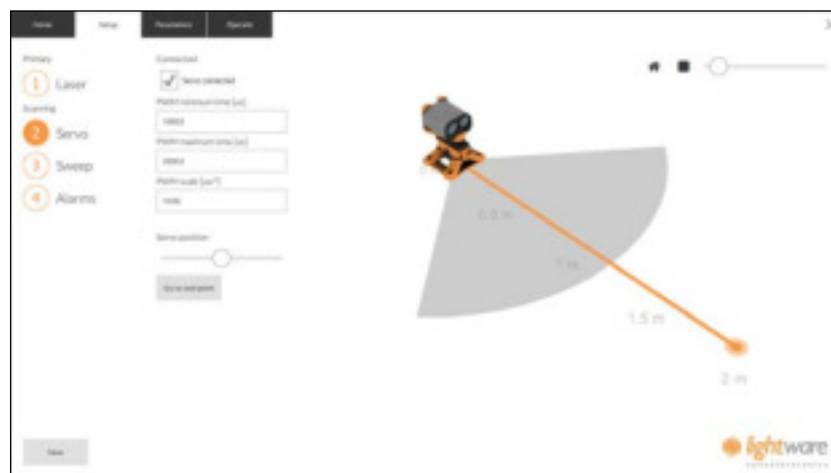 Home Setup Parameters Operate
Primary
1 Laser
Scanning
2 Servo
3 Sweep
4 Alarms
Connected
Servo connected
PWM minimum time [us]
PWM maximum time [us]
PWM scale [us/°]
Servo position
Save
0.5 m
1 m
1.5 m
2 m
lightware